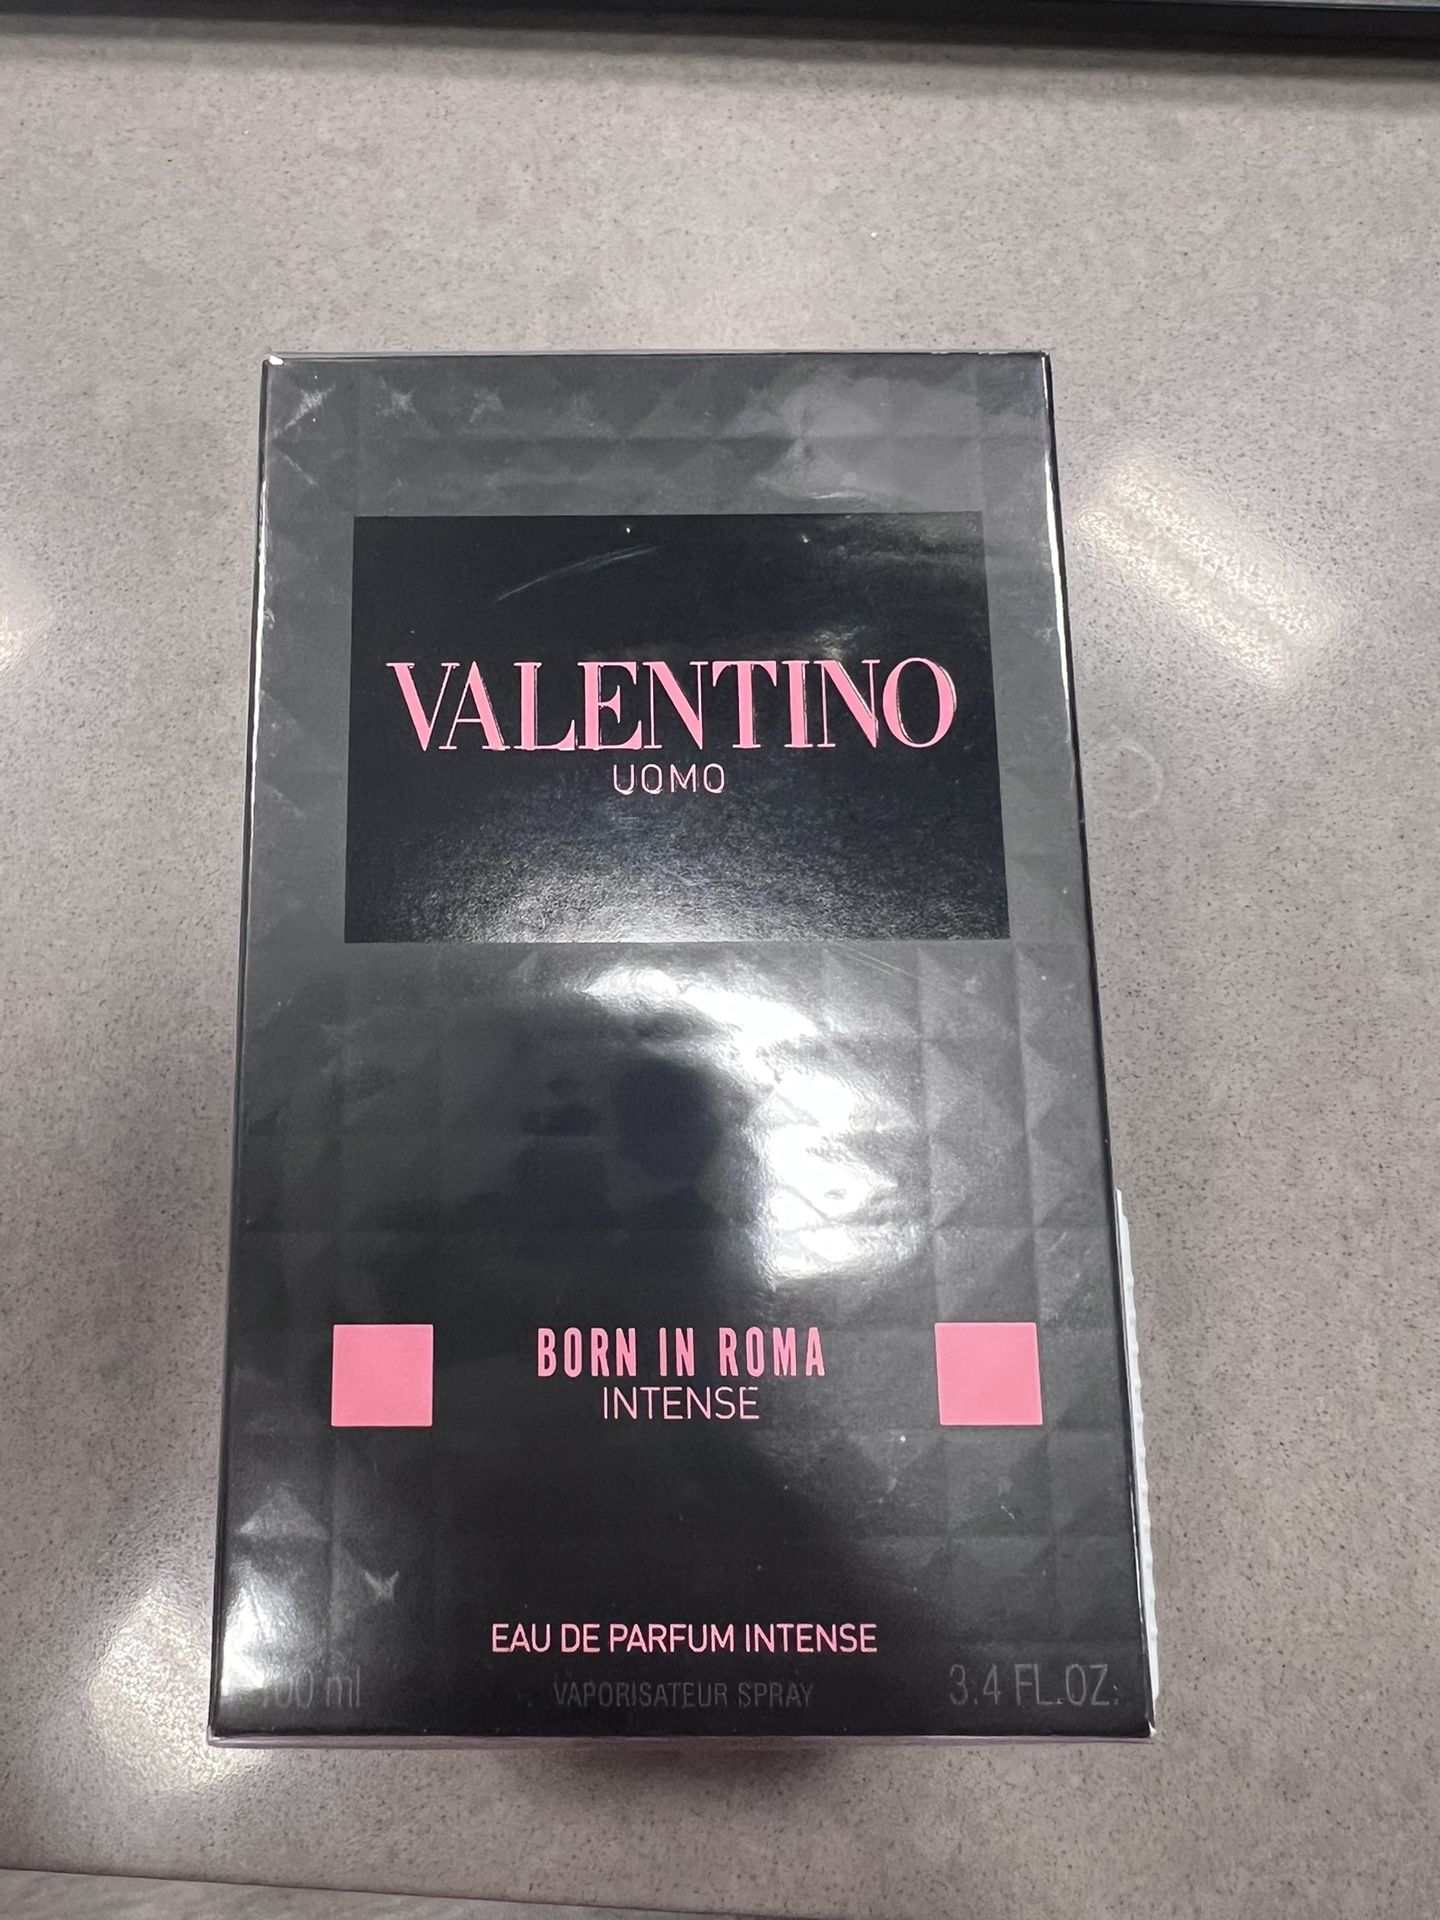 VALENTINO
UOMO
BORN IN ROMA
INTENSE
EAU DE PARFUM INTENSE
100 ml VAPORISATEUR SPRAY 3.4 FL.OZ.